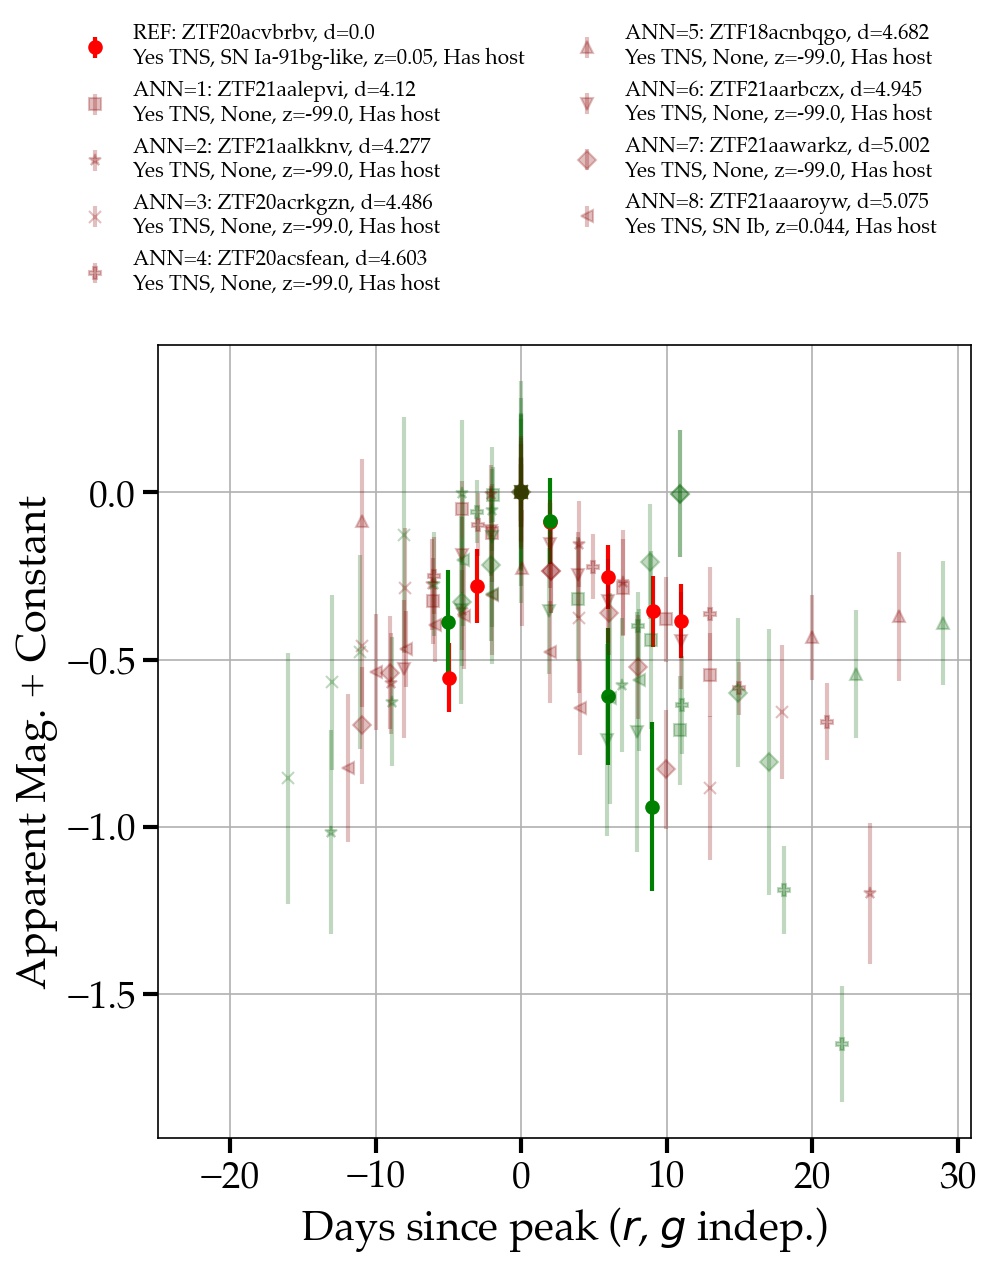 REF: ZTF20acvbrbv, d=0.0
Yes TNS, SN Ia-91bg-like, z=0.05, Has host
ANN=1: ZTF21aalepvi, d=4.12
Yes TNS, None, z=-99.0, Has host
ANN=2: ZTF21aalkknv, d=4.277
Yes TNS, None, z=-99.0, Has host
ANN=3: ZTF20acrkgzn, d=4.486
Yes TNS, None, z=-99.0, Has host
ANN=4: ZTF20acsfean, d=4.603
Yes TNS, None, z=-99.0, Has host
ANN=5: ZTF18acnbqgo, d=4.682
Yes TNS, None, z=-99.0, Has host
ANN=6: ZTF21aarbczx, d=4.945
Yes TNS, None, z=-99.0, Has host
ANN=7: ZTF21aawarkz, d=5.002
Yes TNS, None, z=-99.0, Has host
ANN=8: ZTF21aaaroyw, d=5.075
Yes TNS, SN Ib, z=0.044, Has host
Apparent Mag. + Constant
0.0
−0.5
−1.0
−1.5
−20
−10
0
10
20
30
Days since peak (r, g indep.)